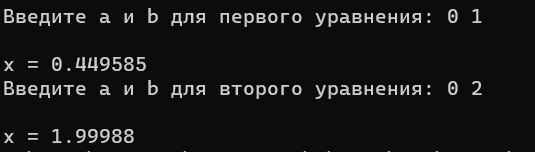 Введите a и b для первого уравнения: 0 1
x = 0.449585
Введите a и b для второго уравнения: 0 2
x = 1.99988